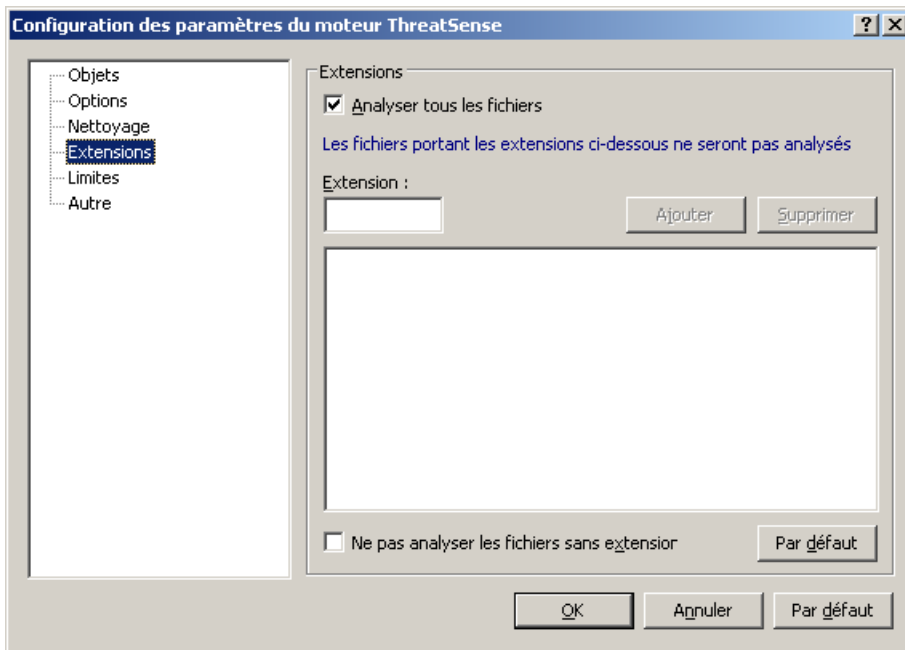 Configuration des paramètres du moteur ThreatSense
Objets
Options
Nettoyage
Extensions
Limites
Autre
Extensions
Analyser tous les fichiers
Les fichiers portant les extensions ci-dessous ne seront pas analysés
Extension :
Ajouter
Supprimer
Ne pas analyser les fichiers sans extension
Par défaut
OK
Annuler
Par défaut